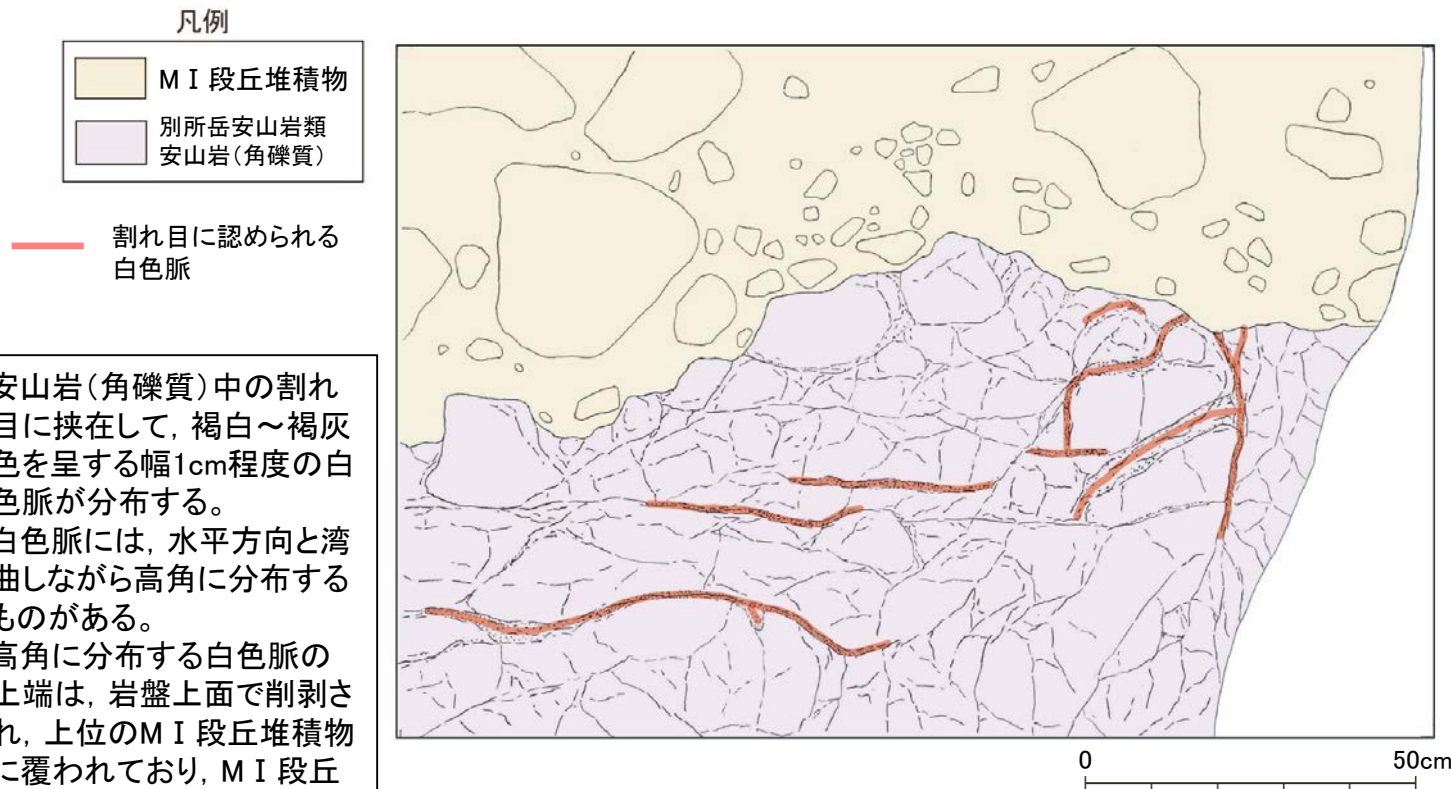 凡例
MⅠ段丘堆積物
別所岳安山岩類
安山岩(角礫質)
割れ目に認められる
白色脈
安山岩(角礫質)中の割れ
目に挟在して,褐白～褐灰
色を呈する幅1cm程度の白
色脈が分布する。
白色脈には,水平方向と湾
曲しながら高角に分布する
ものがある。
高角に分布する白色脈の
上端は,岩盤上面で削剥さ
れ,上位のMⅠ段丘堆積物
に覆われており,MⅠ段丘
0 50cm